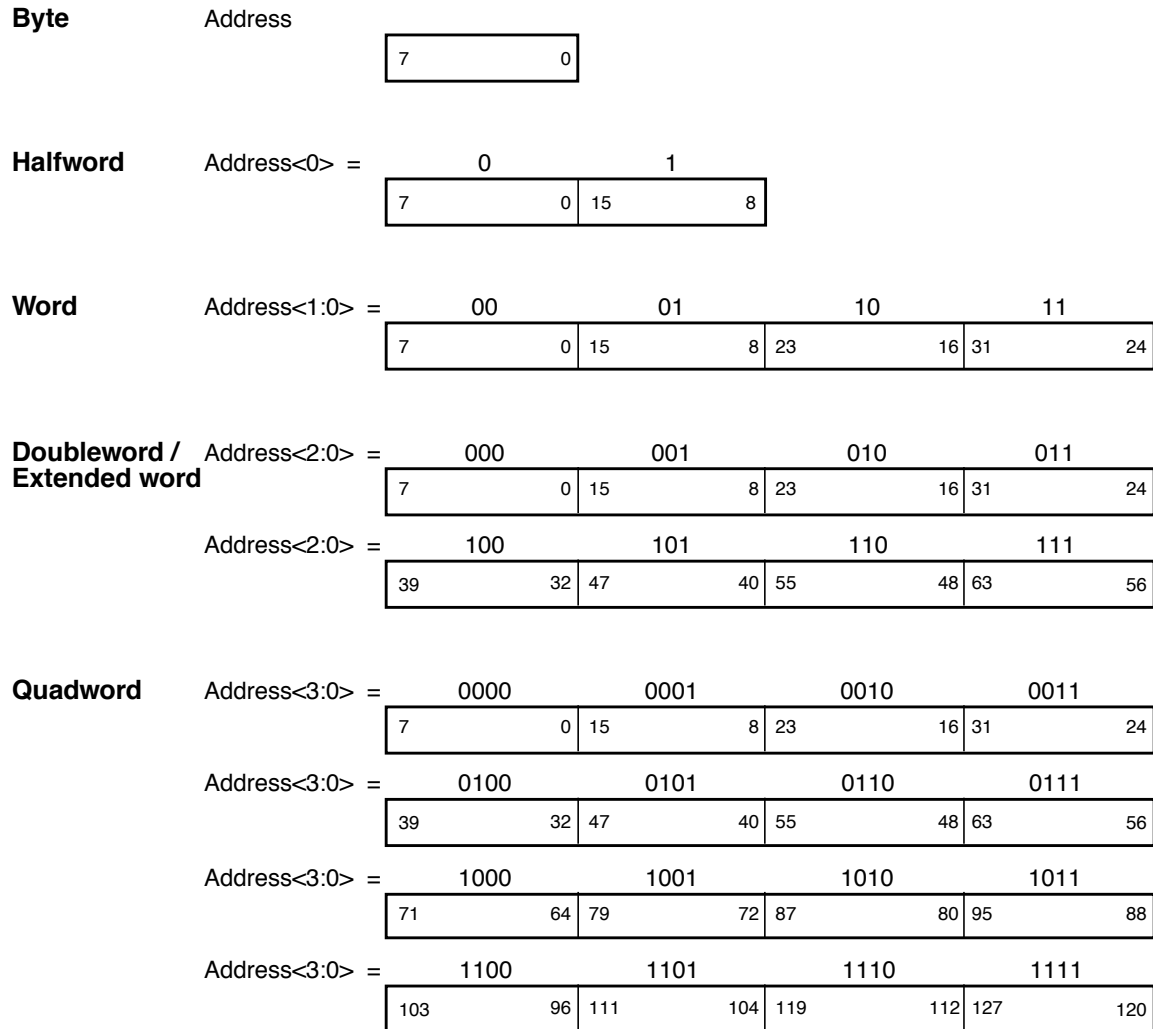 Byte Address
7 0
Halfword Address<0> = 0 1
7 0 15 8
Word Address<1:0> = 00 01 10 11
7 0 15 8 23 16 31 24
Doubleword / Address<2:0> = 000 001 010 011
Extended word
7 0 15 8 23 16 31 24
Address<2:0> = 100 101 110 111
39 32 47 40 55 48 63 56
Quadword Address<3:0> = 0000 0001 0010 0011
7 0 15 8 23 16 31 24
Address<3:0> = 0100 0101 0110 0111
39 32 47 40 55 48 63 56
Address<3:0> = 1000 1001 1010 1011
71 64 79 72 87 80 95 88
Address<3:0> = 1100 1101 1110 1111
103 96 111 104 119 112 127 120